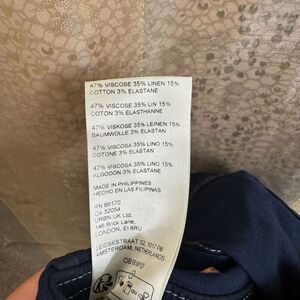 47% VISCOSE 35% LINEN 15%
COTTON 3% ELASTANE
47% VISCOSE 35% LIN 15%
COTON 3% ELASTHANNE
47% VISKOSE 35% LEINEN 15%
BAUMWOLLE 3% ELASTAN
47% VISCOSA 35% LINO 15%
COTONE 3% ELASTAN
47% VISCOSA 35% LINO 15%
ALGODON 3% ELASTANE
MADE IN PHILIPPINES
HECHO EN LAS FILIPINAS
RN 66170
CA 32054
URBN UK Ltd.
146 Brick Lane,
LONDON, E1 6RU
LEIDSESTRAAT 32, 1017 PB
AMSTERDAM, NETHERLANDS